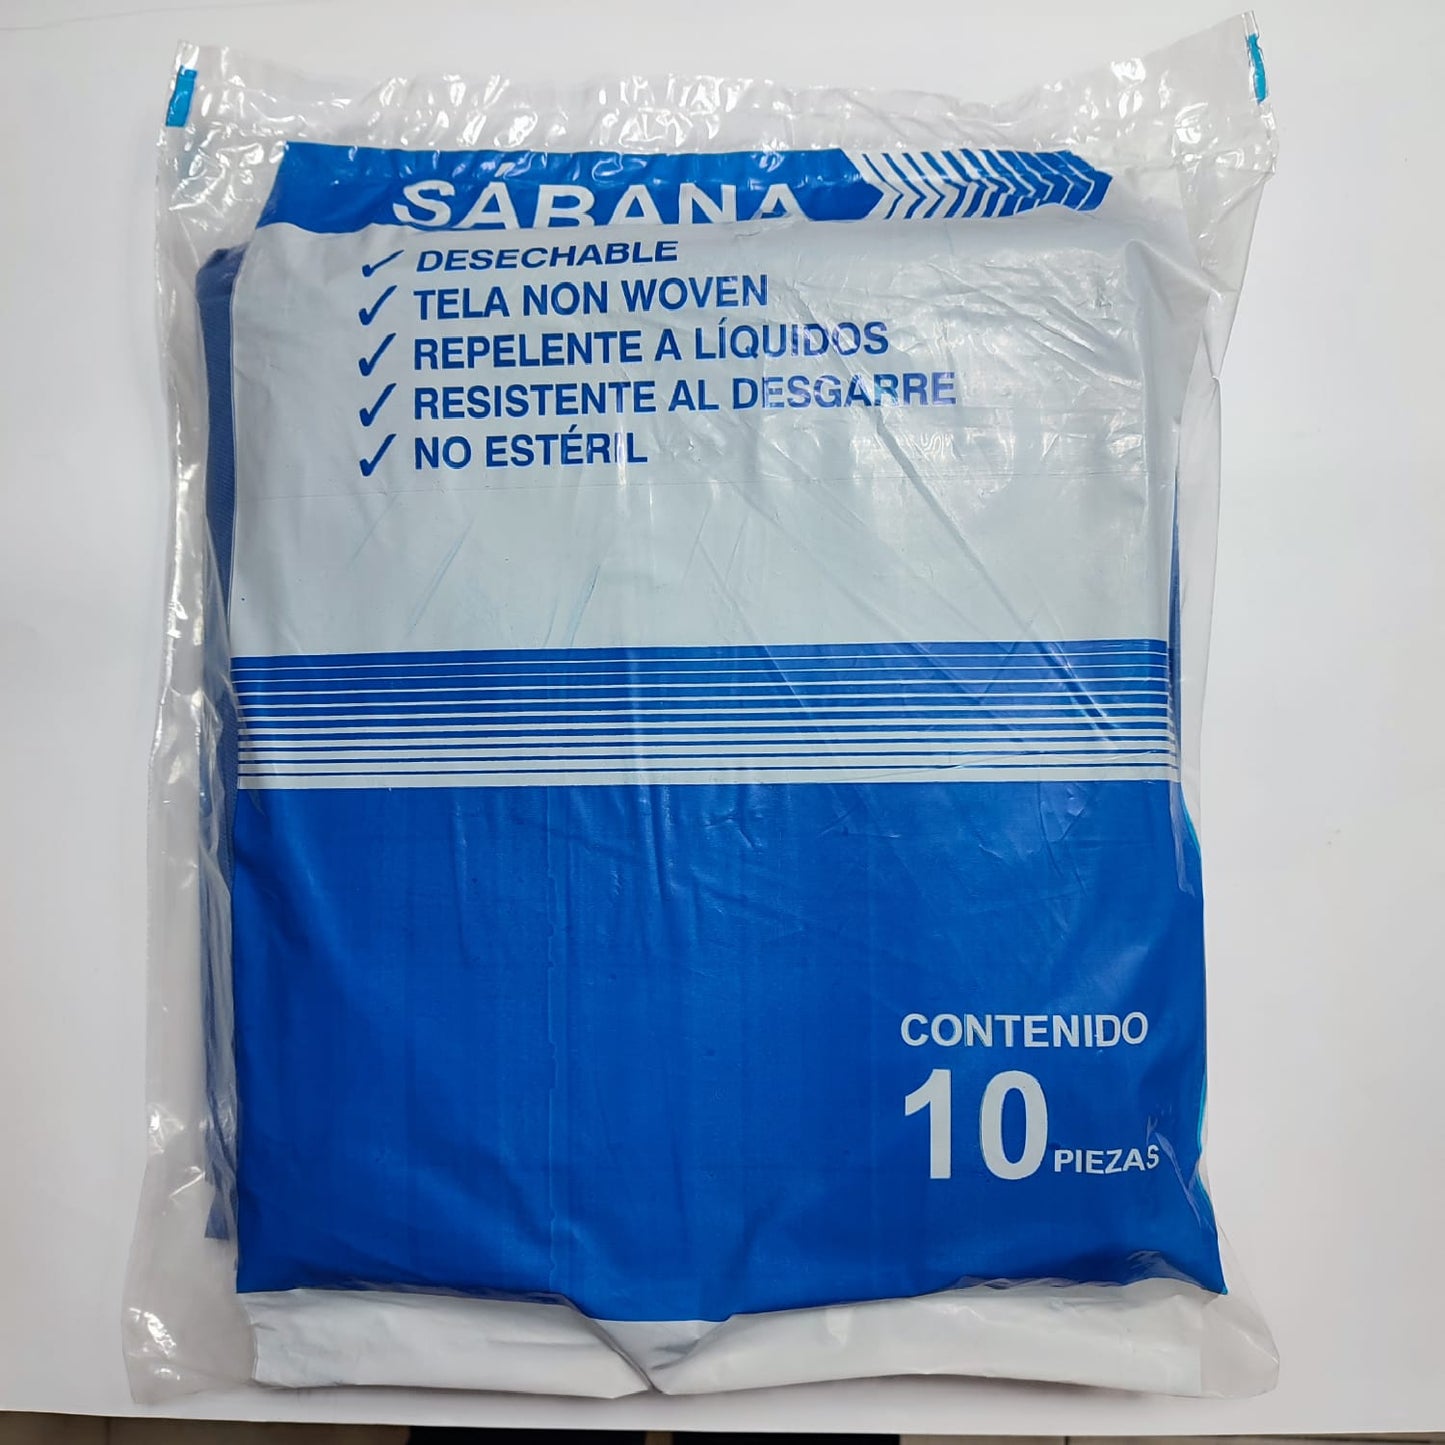 SÁBANA
✓ DESECHABLE
✓ TELA NON WOVEN
✓ REPELENTE A LÍQUIDOS
✓ RESISTENTE AL DESGARRE
✓ NO ESTÉRIL
CONTENIDO
10 PIEZAS